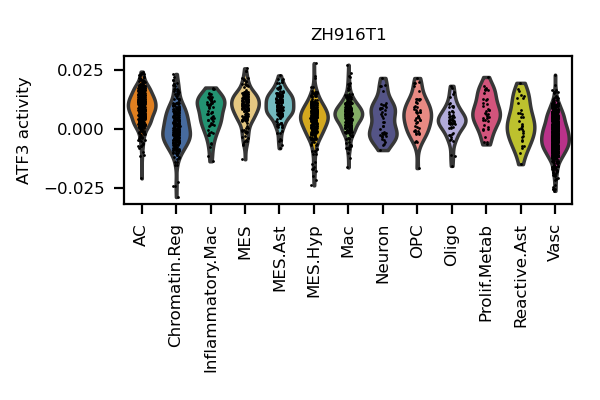 ZH916T1
ATF3 activity
0.025
0.000
−0.025
AC
Chromatin.Reg
Inflammatory.Mac
MES
MES.Ast
MES.Hyp
Mac
Neuron
OPC
Oligo
Prolif.Metab
Reactive.Ast
Vasc